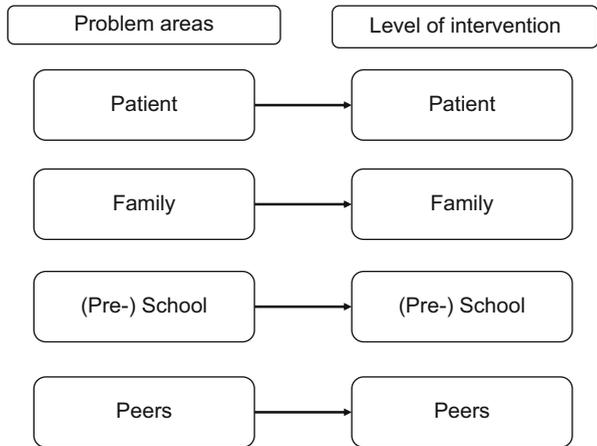 Problem areas
Level of intervention
Patient
Patient
Family
Family
(Pre-) School
(Pre-) School
Peers
Peers